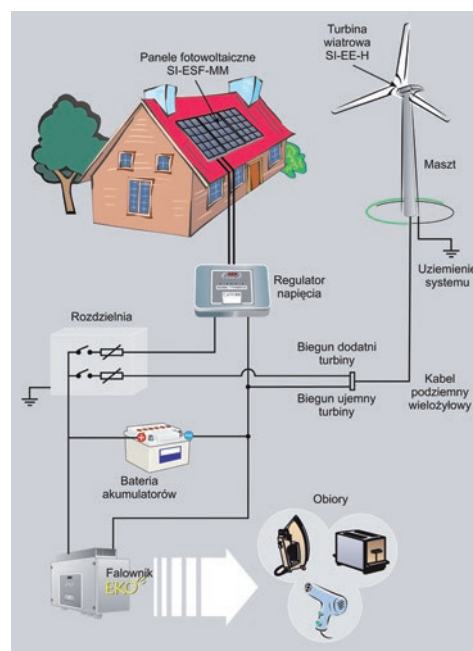 Turbina
wiatrowa
SI-EE-H
Panele fotowoltaiczne
SI-ESF-MM
Maszt
Uziemienie
systemu
Regulator
napięcia
Rozdzielnia
Biegun dodatni
turbiny
Biegun ujemny
turbiny
Kabel
podziemny
wielożyłowy
Bateria
akumulatorów
Obiory
Falownik
EKO